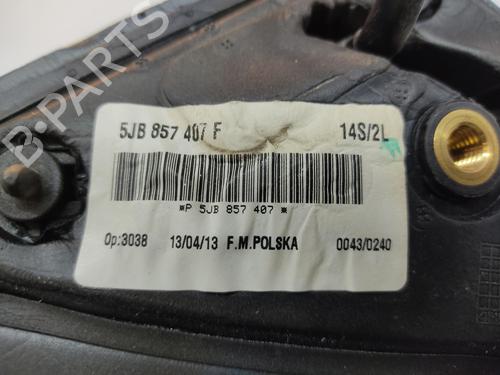 5JB 857 407 F 14S/2L
*P 5JB 857 407 *
Op:3038 13/04/13 F.M.POLSKA 0043/0240
B-PARTS